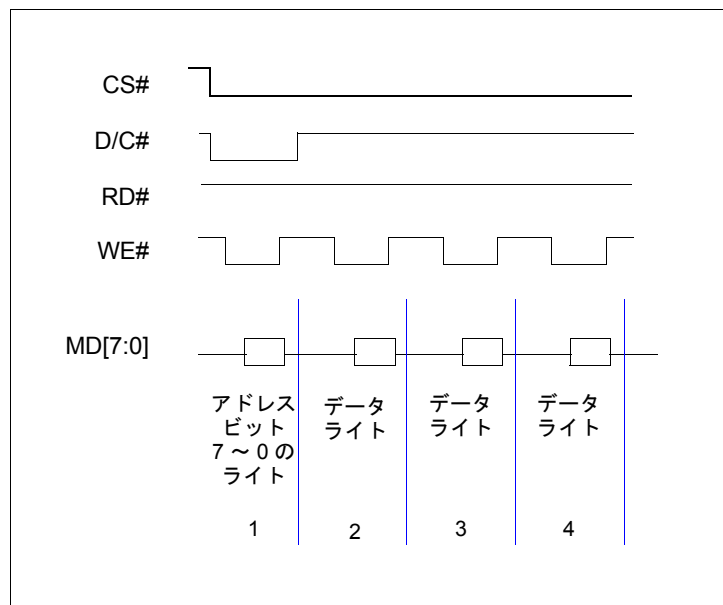 CS#
D/C#
RD#
WE#
MD[7:0]
アドレス
ビット
7 ～ 0 の
ライト
データ
ライト
データ
ライト
データ
ライト
1
2
3
4